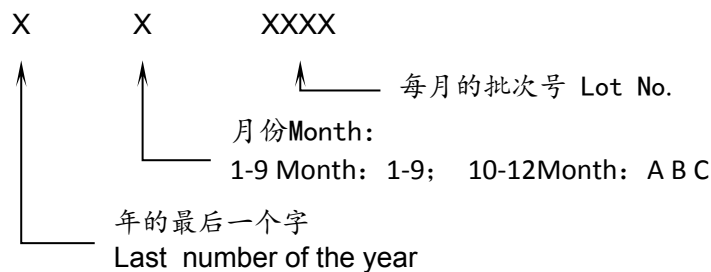 X X XXXX
每月的批次号 Lot No.
月份Month：
1-9 Month：1-9； 10-12Month：A B C
年的最后一个字
Last number of the year